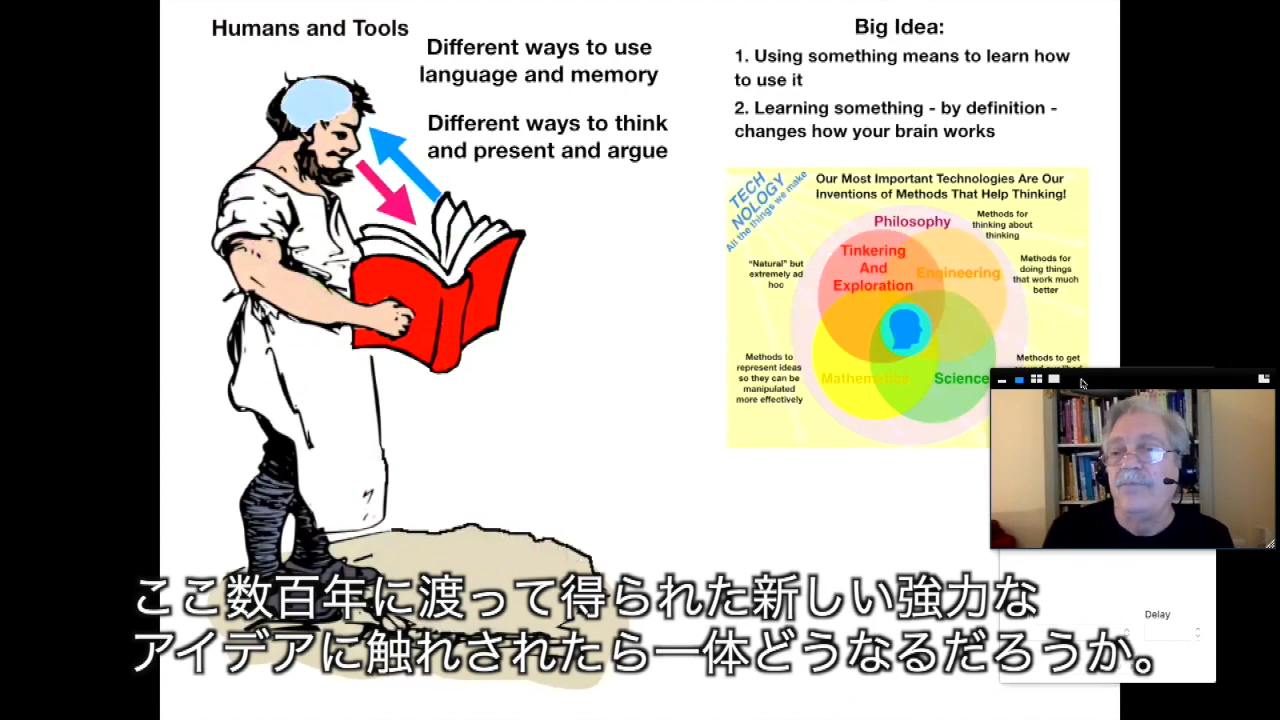 Humans and Tools
Different ways to use
language and memory
Different ways to think
and present and argue
Big Idea:
1. Using something means to learn how
to use it
2. Learning something - by definition -
changes how your brain works
TECH
NOLOGY
All the things we make
Our Most Important Technologies Are Our
Inventions of Methods That Help Thinking!
Philosophy
Methods for
thinking about
thinking
Tinkering
And
Exploration
"Natural" but
extremely ad
hoc
Engineering
Methods for
doing things
that work much
better
Methods to
represent ideas
so they can be
manipulated
more effectively
Mathematics
Science
Methods to get
Delay
ここ数百年に渡って得られた新しい強力な
アイデアに触れされたら一体どうなるだろうか。